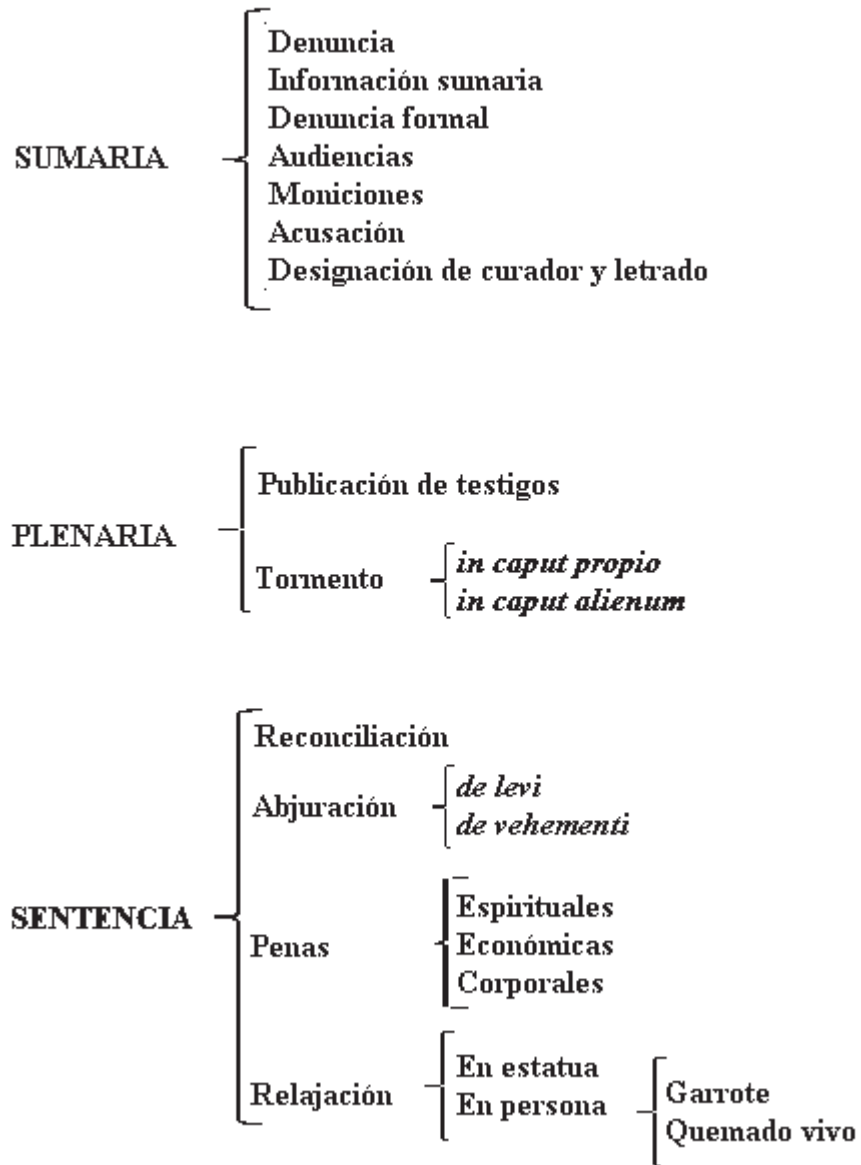 Denuncia
Información sumaria
Denuncia formal
SUMARIA
Audiencias
Moniciones
Acusación
Designación de curador y letrado
Publicación de testigos
PLENARIA
Tormento
in caput propio
in caput alienum
Reconciliación
Abjuración
de levi
de vehementi
SENTENCIA
Penas
Espirituales
Económicas
Corporales
Relajación
En estatua
En persona
Garrote
Quemado vivo